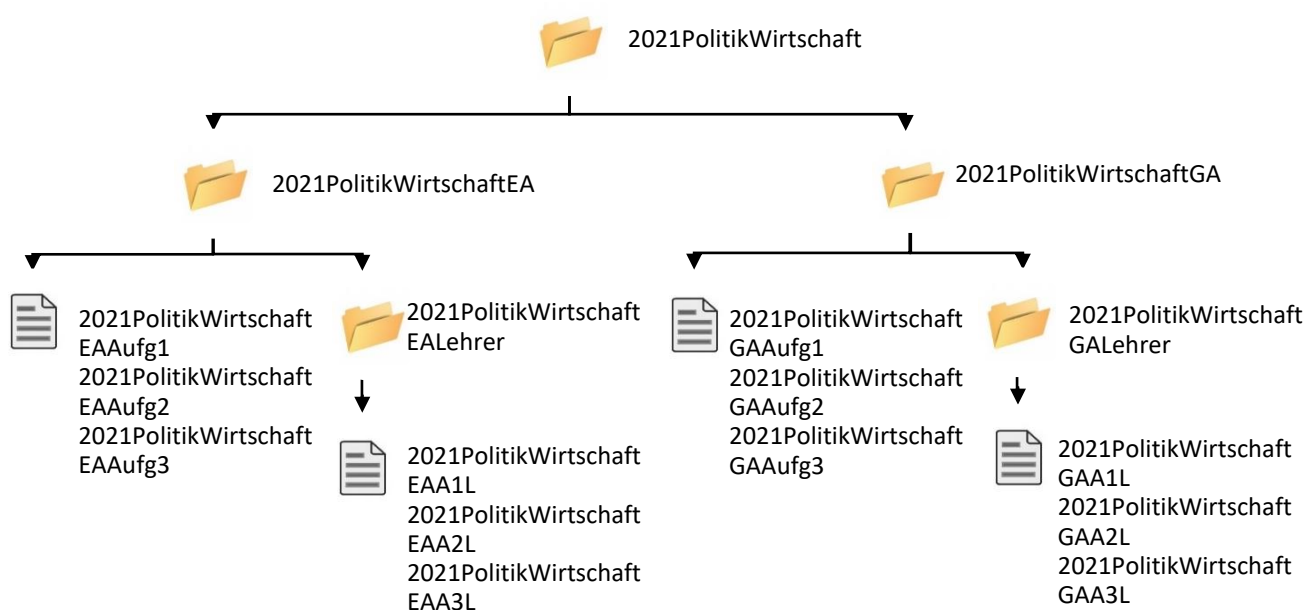 2021PolitikWirtschaft
2021PolitikWirtschaftEA
2021PolitikWirtschaftGA
2021PolitikWirtschaft
EAAufg1
2021PolitikWirtschaft
EAAufg2
2021PolitikWirtschaft
EAAufg3
2021PolitikWirtschaft
EALehrer
2021PolitikWirtschaft
EAA1L
2021PolitikWirtschaft
EAA2L
2021PolitikWirtschaft
EAA3L
2021PolitikWirtschaft
GAAufg1
2021PolitikWirtschaft
GAAufg2
2021PolitikWirtschaft
GAAufg3
2021PolitikWirtschaft
GALehrer
2021PolitikWirtschaft
GAA1L
2021PolitikWirtschaft
GAA2L
2021PolitikWirtschaft
GAA3L